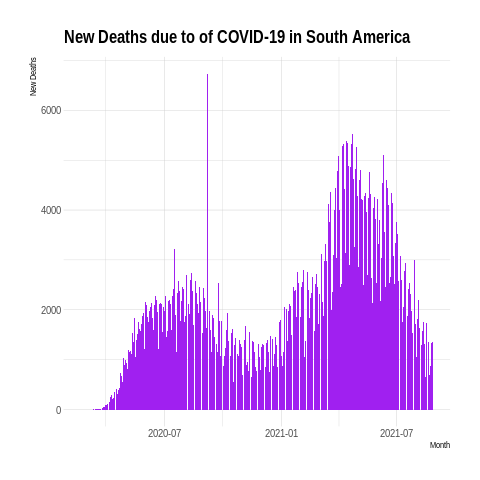 New Deaths due to of COVID-19 in South America
New Deaths
6000
4000
2000
0
2020-07
2021-01
2021-07
Month